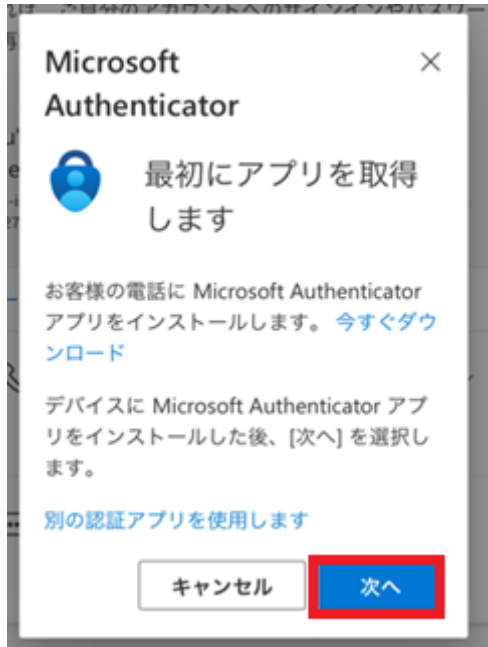 Microsoft
Authenticator
最初にアプリを取得
します
お客様の電話に Microsoft Authenticator
アプリをインストールします。 今すぐダウ
ンロード
デバイスに Microsoft Authenticator アプ
リをインストールした後、[次へ] を選択し
ます。
別の認証アプリを使用します
キャンセル
次へ